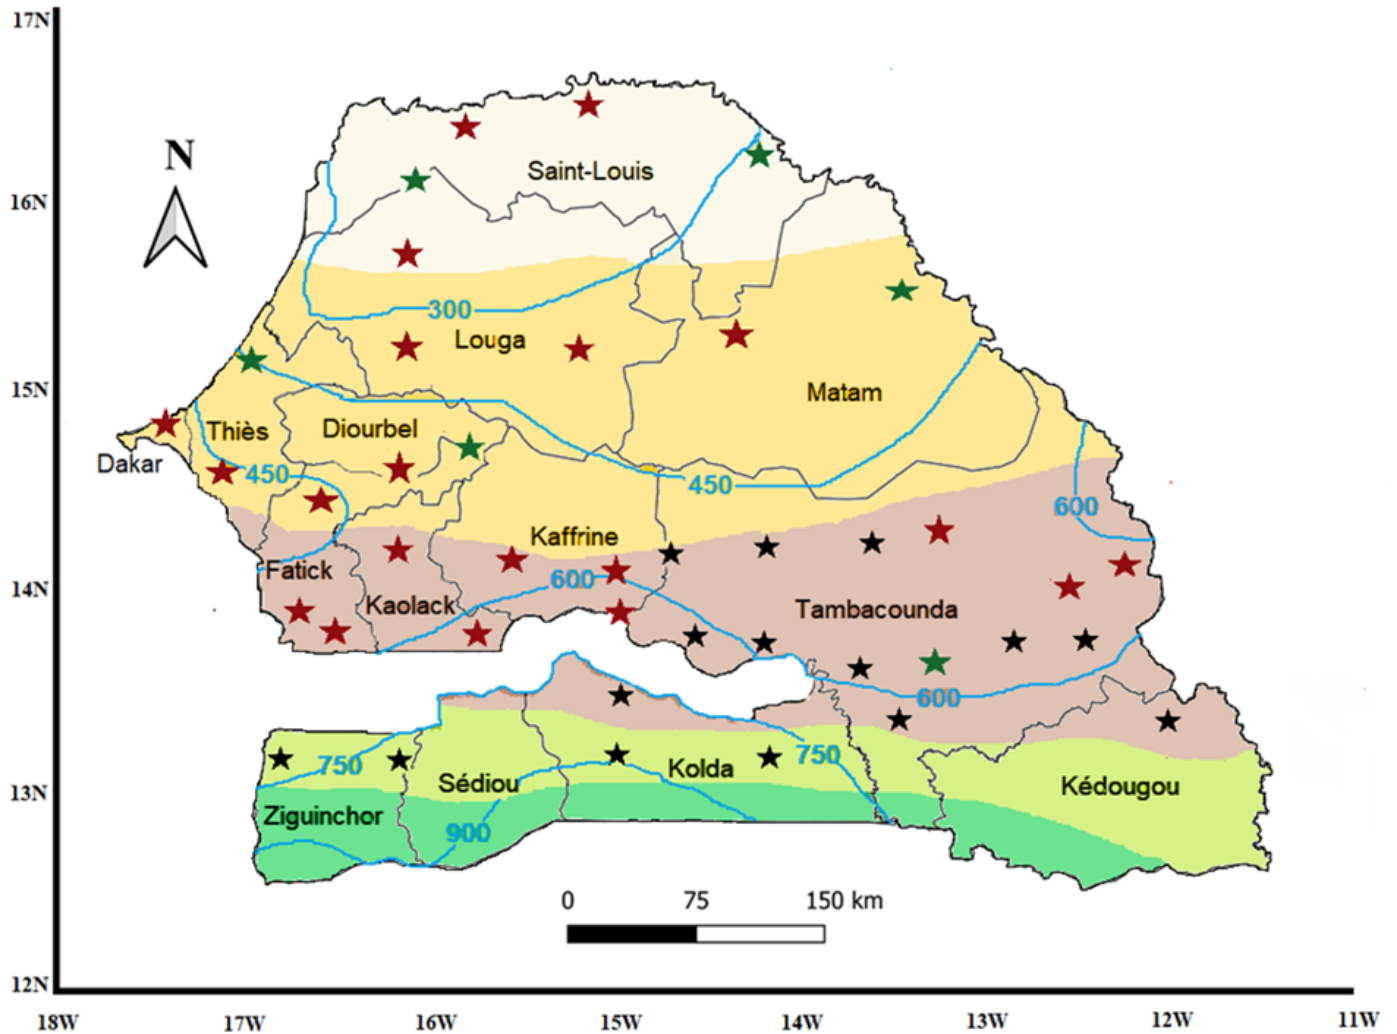 17N
N
Saint-Louis
16N
300
Louga
15N
Matam
Thiès
Diourbel
Dakar
450
450
600
Kaffrine
Fatick
600
14N
Kaolack
Tambacounda
600
750
750
Kolda
Sédiou
Kédougou
13N
Ziguinchor
900
0 75 150 km
12N
18W 17W 16W 15W 14W 13W 12W 11W